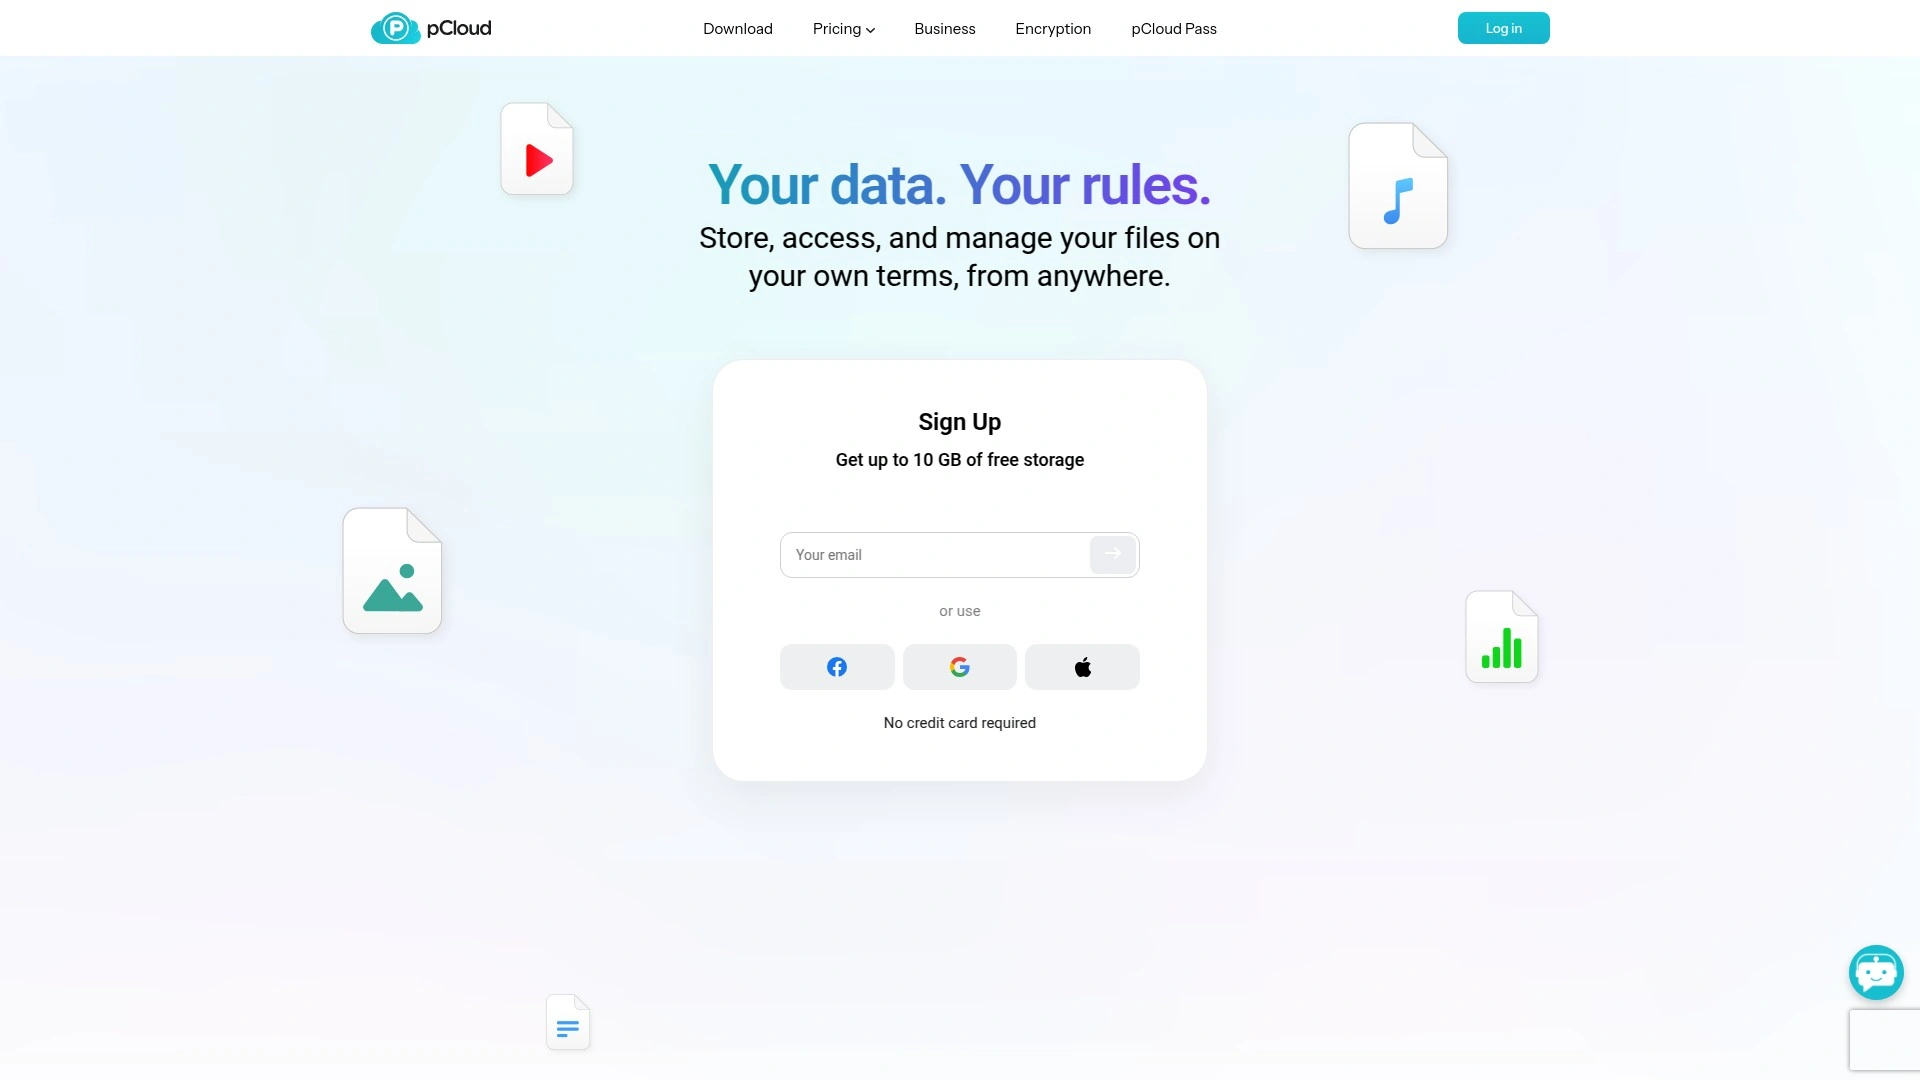 pCloud
Download
Pricing
Business
Encryption
pCloud Pass
Log in
Your data. Your rules.
Store, access, and manage your files on
your own terms, from anywhere.
Sign Up
Get up to 10 GB of free storage
Your email
or use
No credit card required